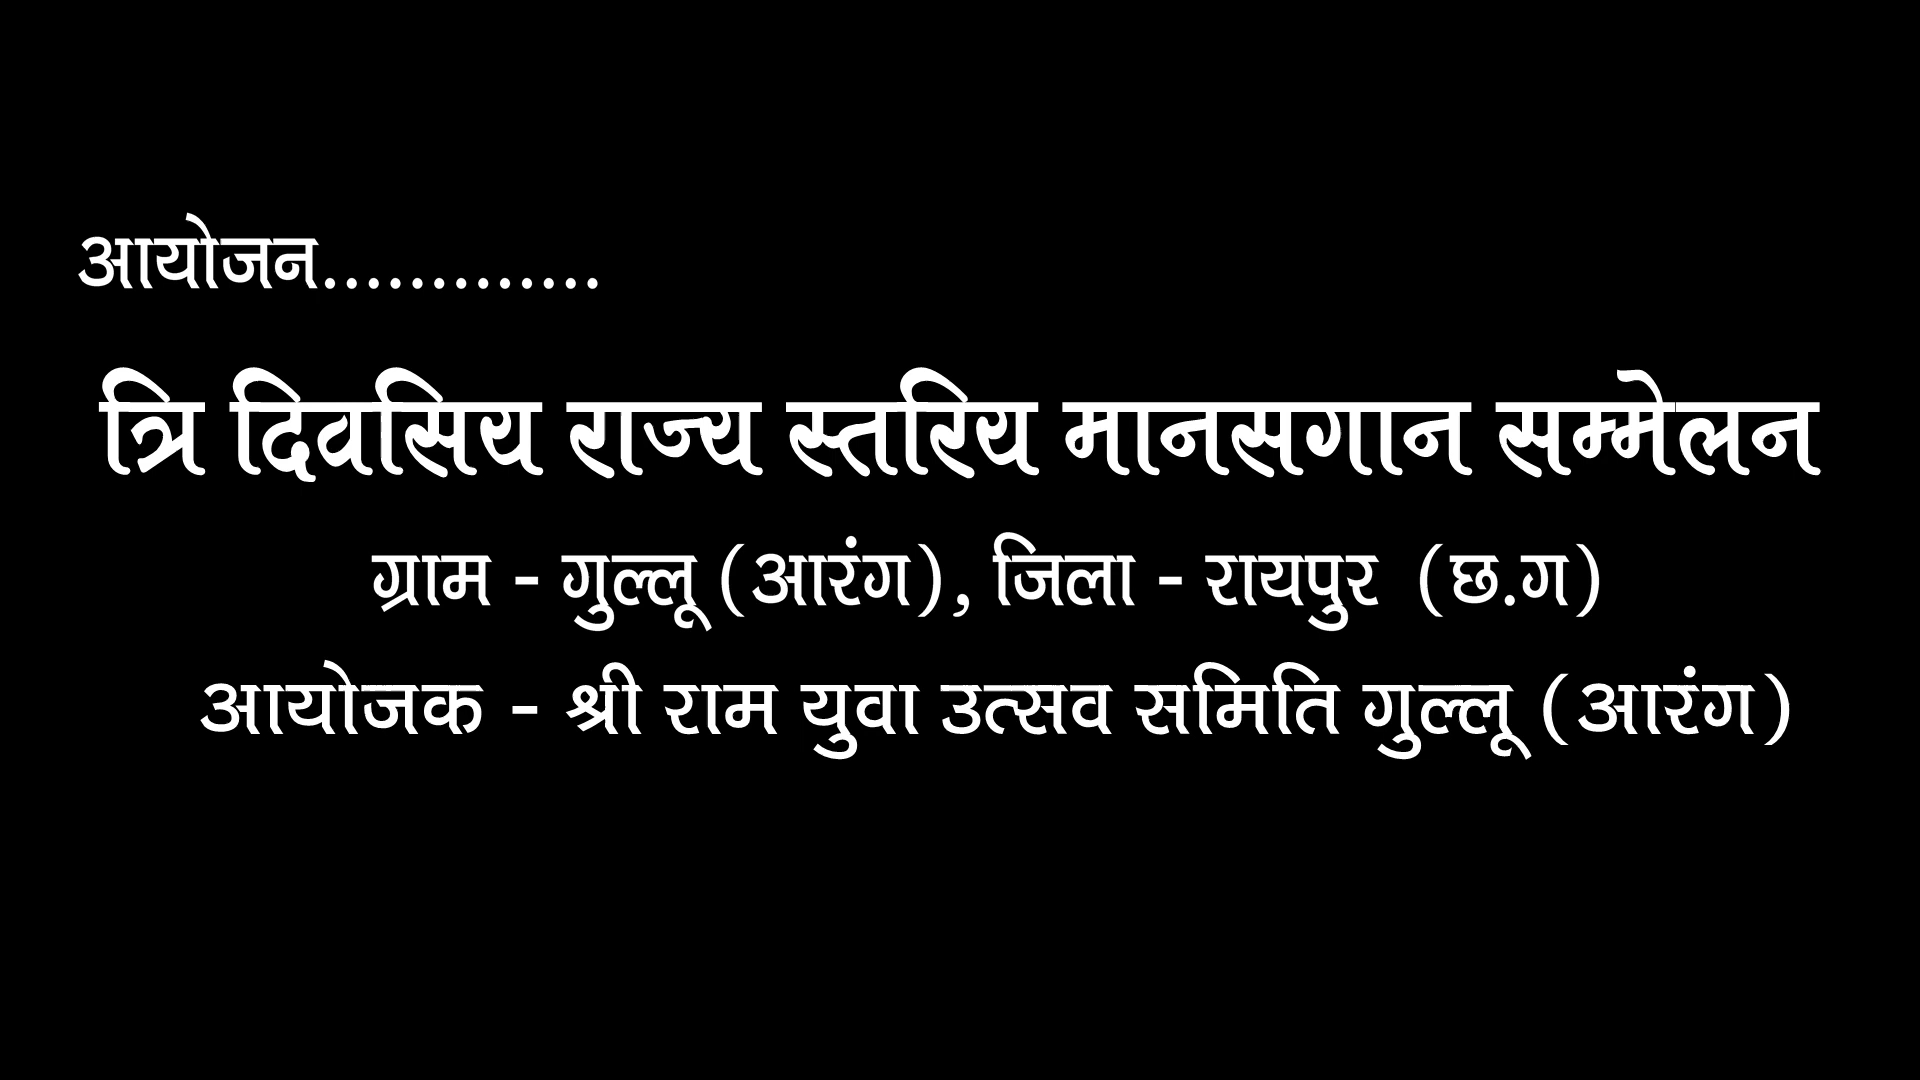 आयोजन.............
त्रि दिवसिय राज्य स्तरिय मानसगान सम्मेलन
ग्राम - गुल्लू (आरंग), जिला - रायपुर (छ.ग)
आयोजक - श्री राम युवा उत्सव समिति गुल्लू (आरंग)